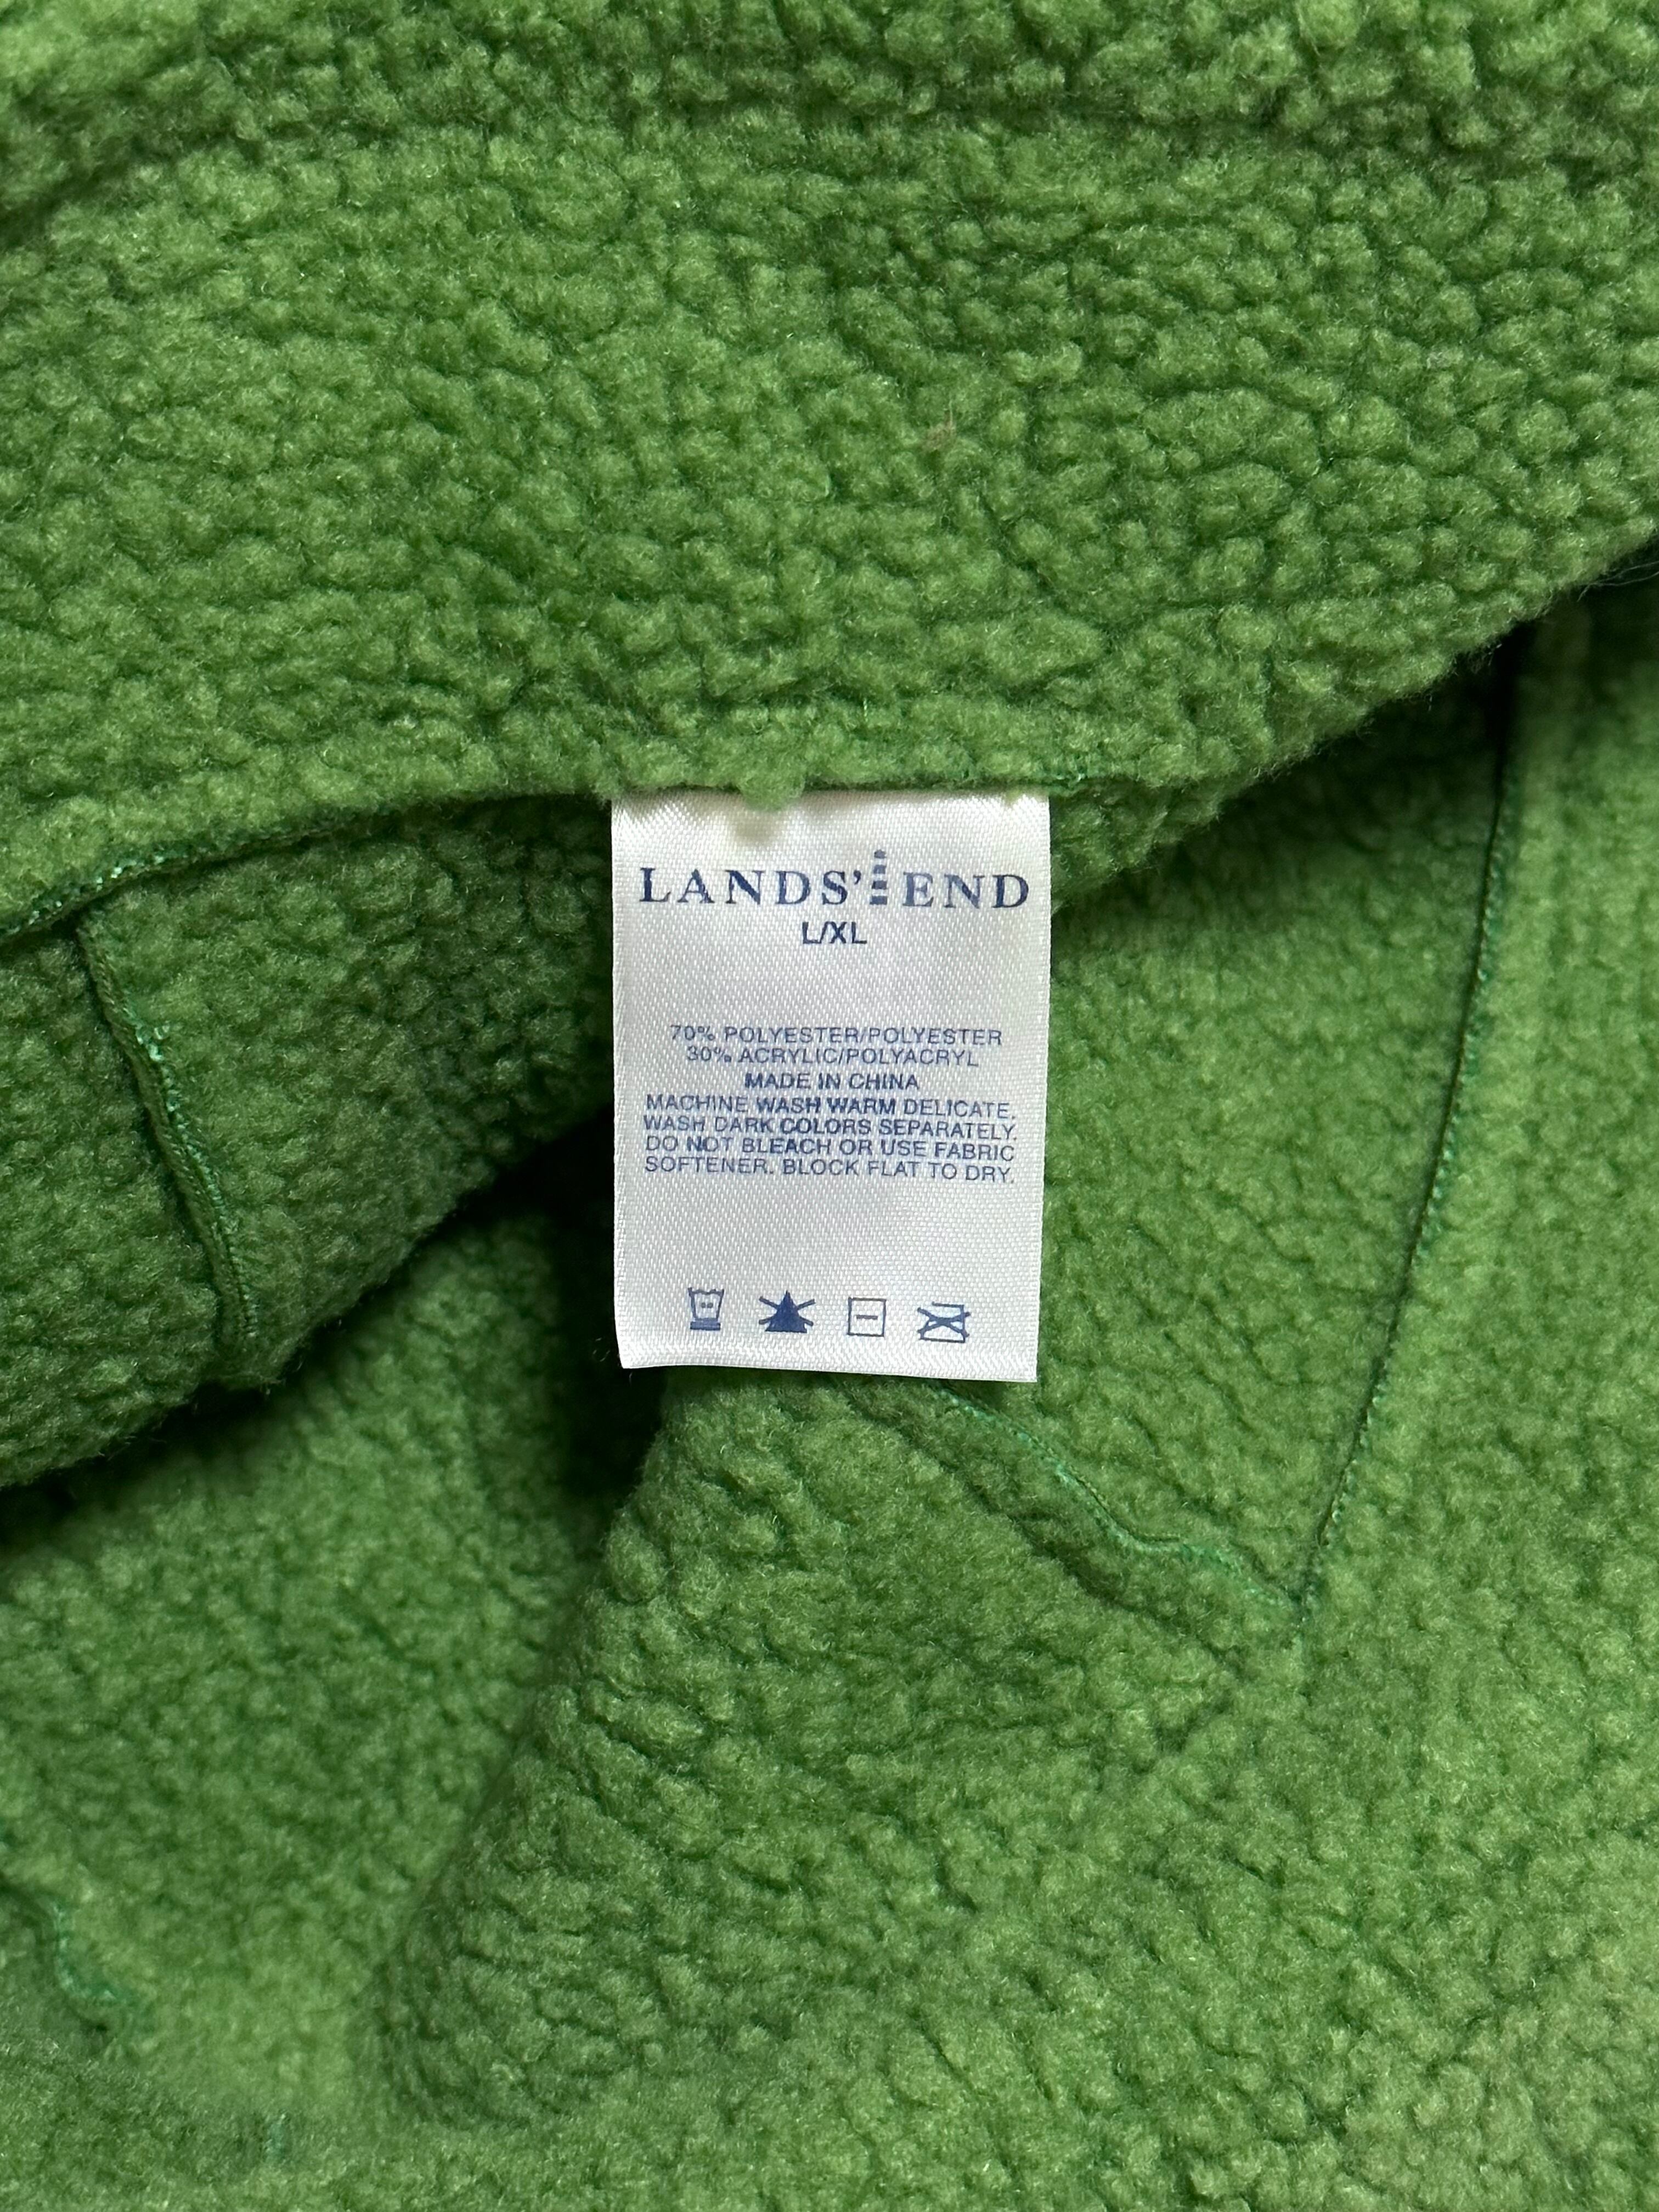 LANDS' END
L/XL
70% POLYESTER/POLYESTER
30% ACRYLIC/POLYACRYL
MADE IN CHINA
MACHINE WASH WARM DELICATE.
WASH DARK COLORS SEPARATELY.
DO NOT BLEACH OR USE FABRIC
SOFTENER. BLOCK FLAT TO DRY.